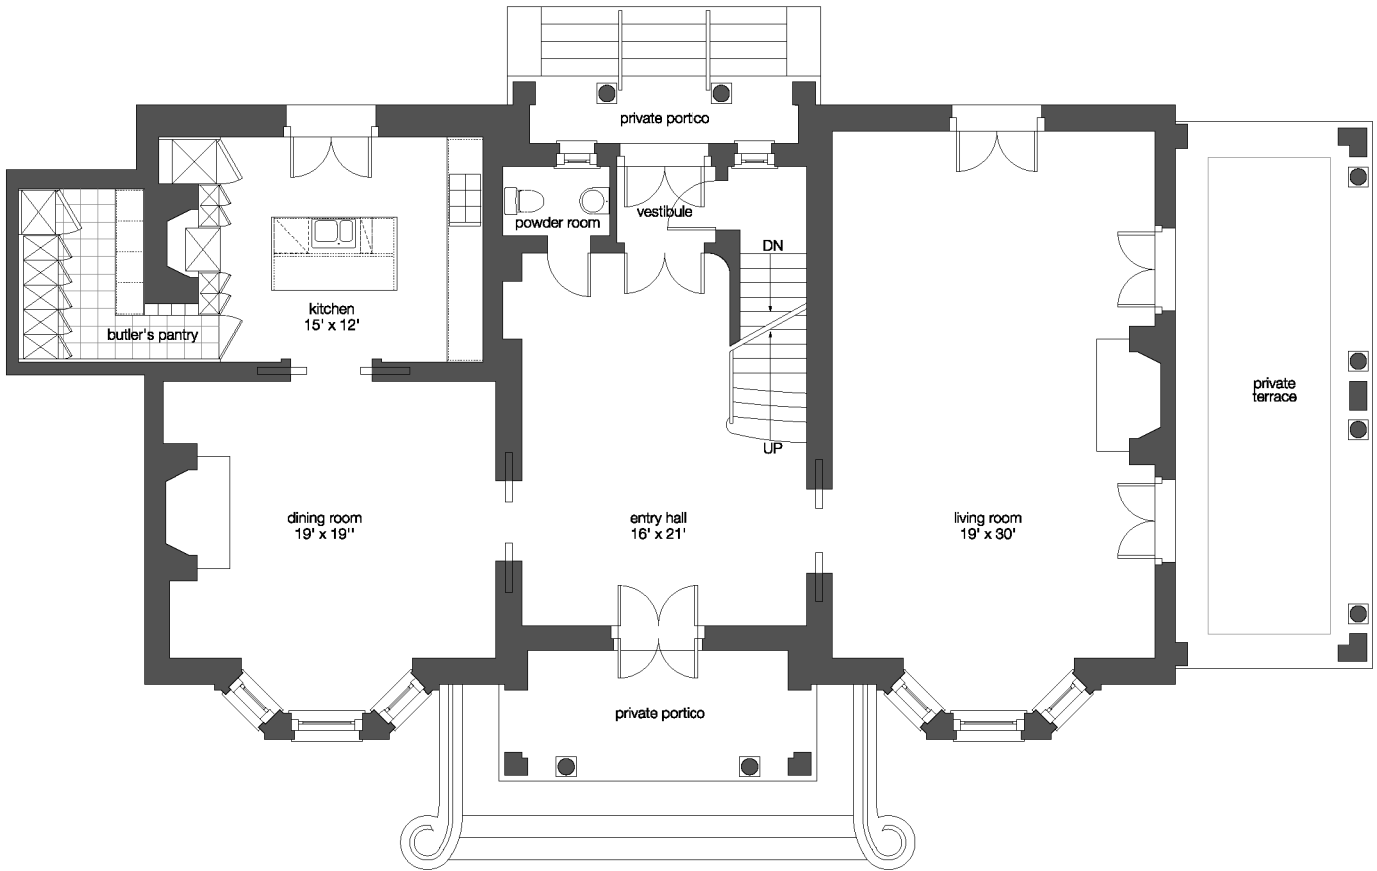 private portico
powder room
vestibule
DN
kitchen
15' x 12'
butler's pantry
private
terrace
UP
dining room
19' x 19''
entry hall
16' x 21'
living room
19' x 30'
private portico